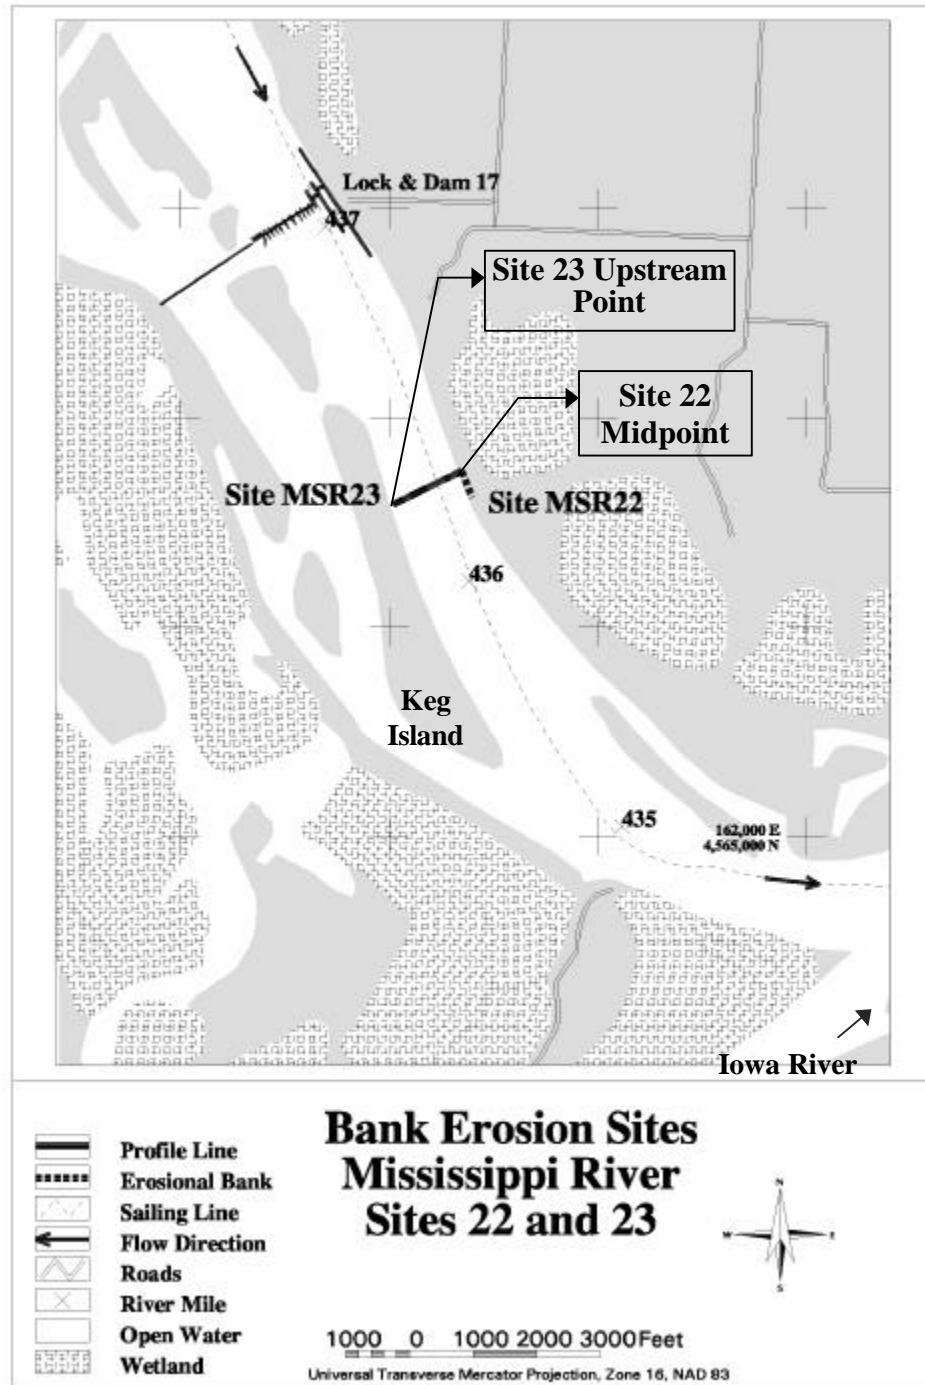 Lock & Dam 17
437
Site 23 Upstream
Point
Site 22
Midpoint
Site MSR23
Site MSR22
436
Keg
Island
435
162,000 E
4,565,000 N
Iowa River
Bank Erosion Sites
Mississippi River
Sites 22 and 23
Profile Line
Erosional Bank
Sailing Line
Flow Direction
Roads
River Mile
Open Water
Wetland
N
W
E
S
1000 0 1000 2000 3000 Feet
Universal Transverse Mercator Projection, Zone 16, NAD 83